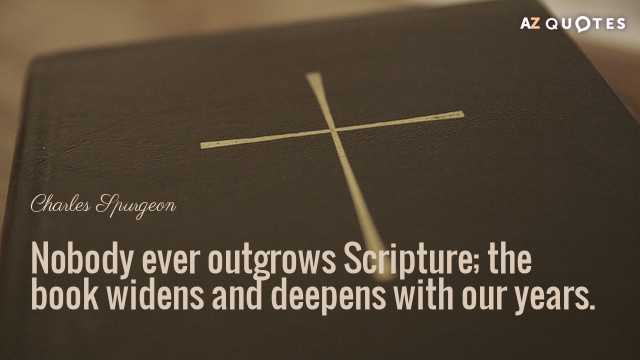 AZ QUOTES
Charles Spurgeon
Nobody ever outgrows Scripture; the
book widens and deepens with our years.